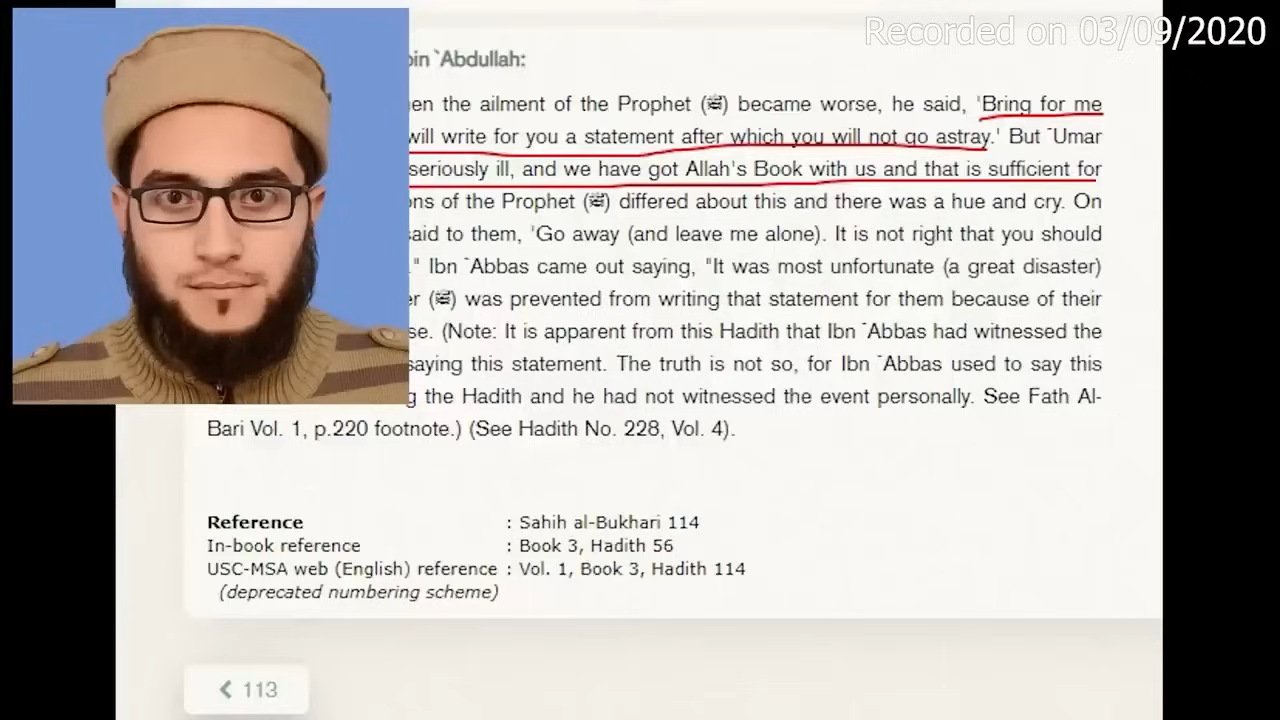 Recorded on 03/09/2020
bin `Abdullah:
the ailment of the Prophet (ﷺ) became worse, he said, 'Bring for me
will write for you a statement after which you will not go astray.' But `Umar
seriously ill, and we have got Allah's Book with us and that is sufficient for
of the Prophet (ﷺ) differed about this and there was a hue and cry. On
said to them, 'Go away (and leave me alone). It is not right that you should
." Ibn `Abbas came out saying, "It was most unfortunate (a great disaster)
(ﷺ) was prevented from writing that statement for them because of their
(Note: It is apparent from this Hadith that Ibn `Abbas had witnessed the
saying this statement. The truth is not so, for Ibn `Abbas used to say this
the Hadith and he had not witnessed the event personally. See Fath Al-
Bari Vol. 1, p.220 footnote.) (See Hadith No. 228, Vol. 4).
Reference : Sahih al-Bukhari 114
In-book reference : Book 3, Hadith 56
USC-MSA web (English) reference : Vol. 1, Book 3, Hadith 114
(deprecated numbering scheme)
113